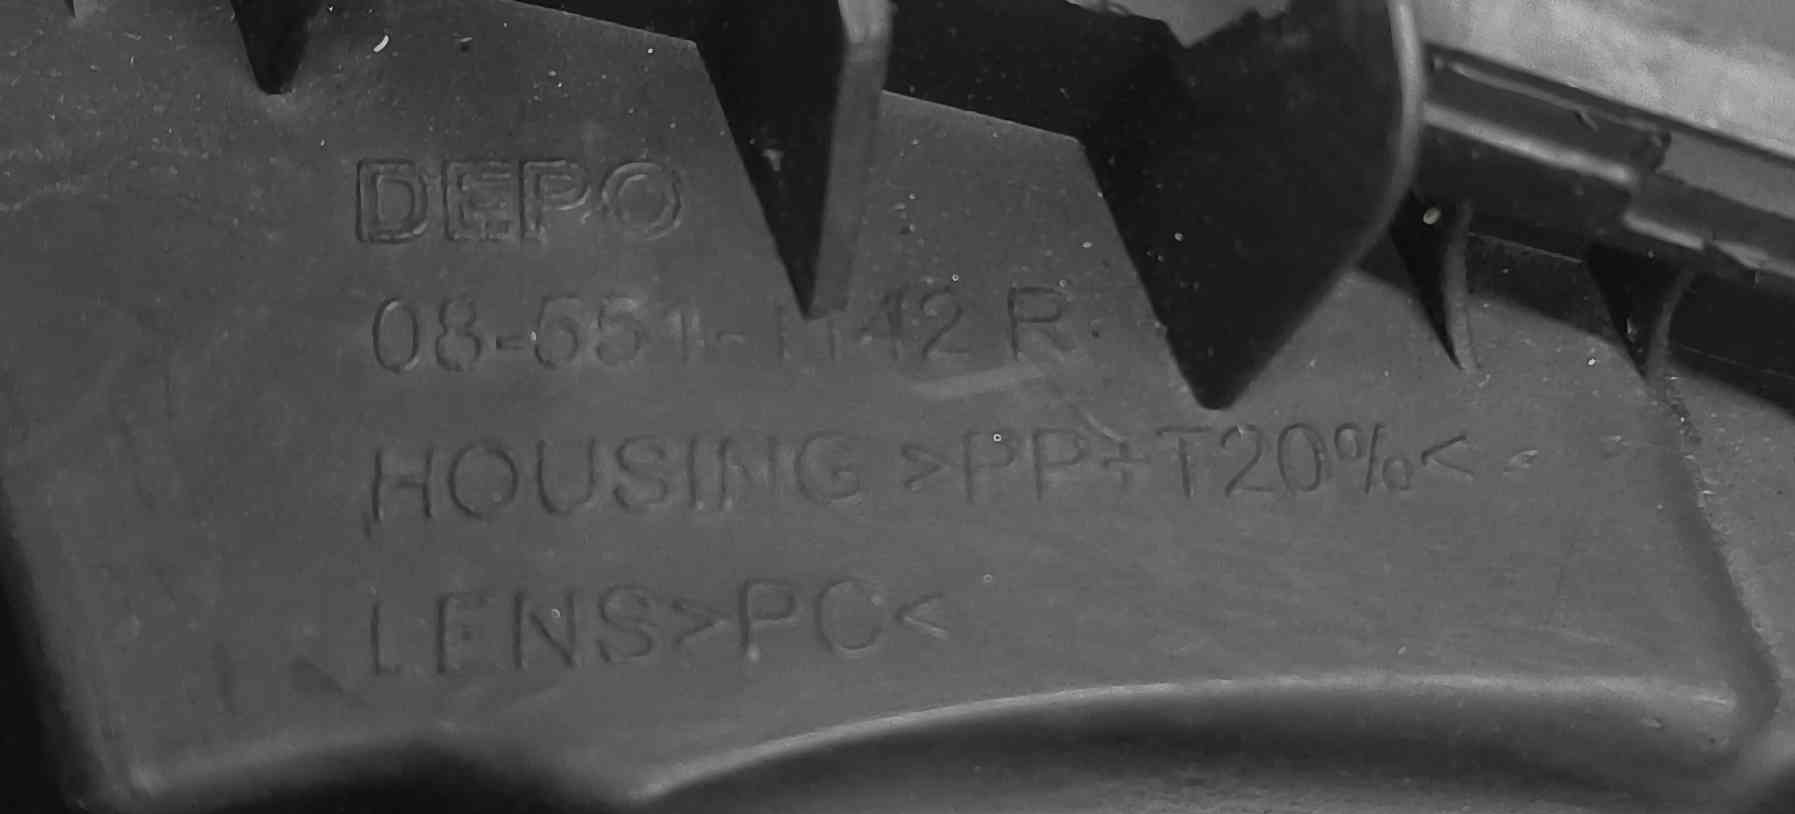 DEPO
08-551-1142 R
HOUSING >PP+T20%<
LENS>PC<